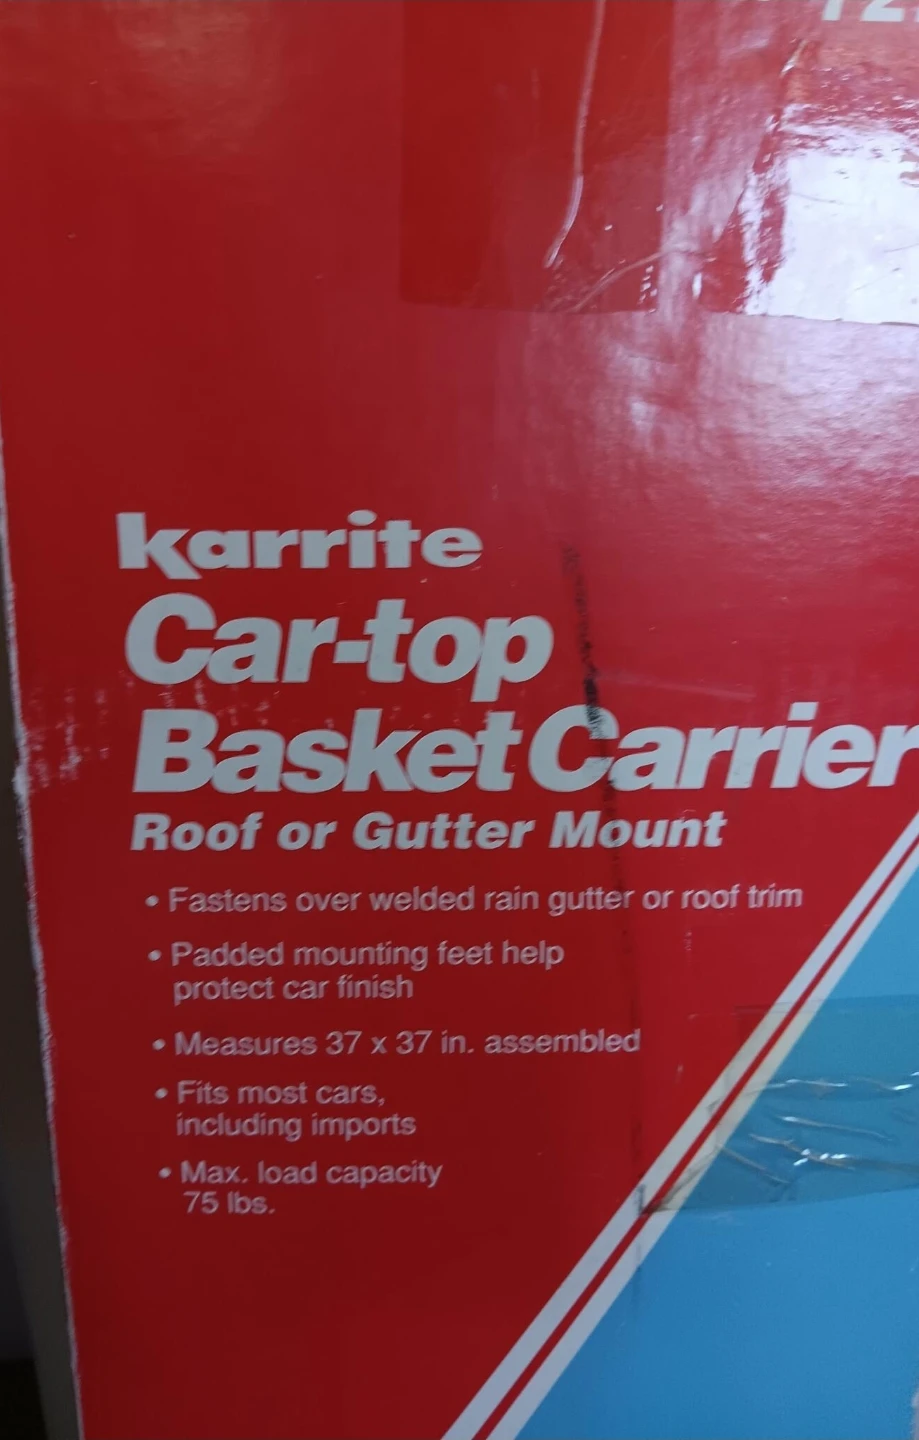 karrite
Car-top
Basket Carrier
Roof or Gutter Mount
• Fastens over welded rain gutter or roof trim
• Padded mounting feet help
protect car finish
• Measures 37 x 37 in. assembled
• Fits most cars,
including imports
• Max. load capacity
75 lbs.